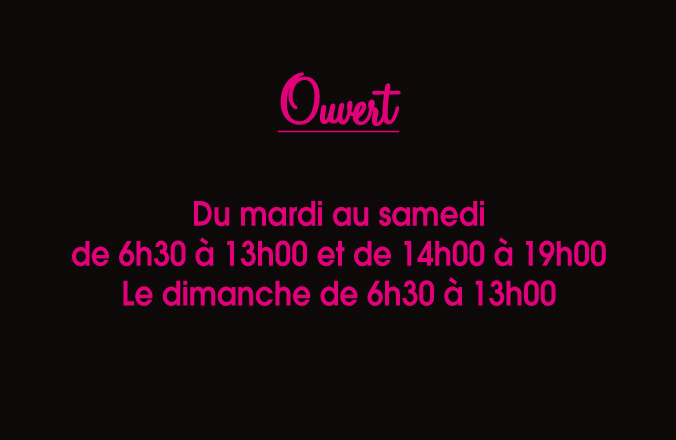 Ouvert
Du mardi au samedi
de 6h30 à 13h00 et de 14h00 à 19h00
Le dimanche de 6h30 à 13h00